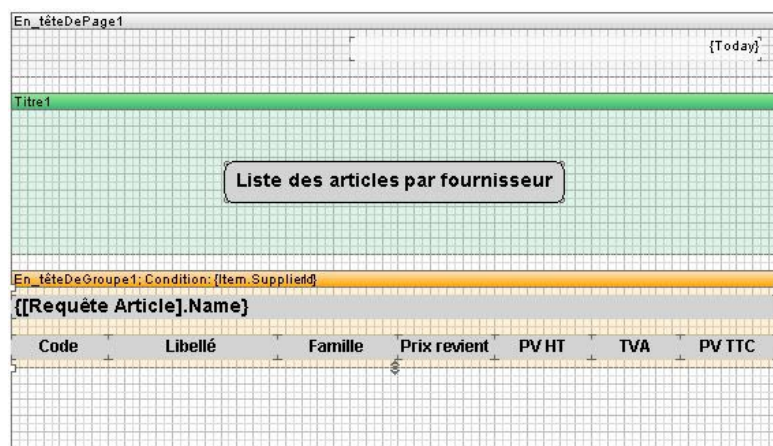 En_têteDePage1
{Today}
Titre1
Liste des articles par fournisseur
En_têteDeGroupe1; Condition: {Item.SupplierId}
{[Requête Article].Name}
Code Libellé Famille Prix revient PV HT TVA PV TTC